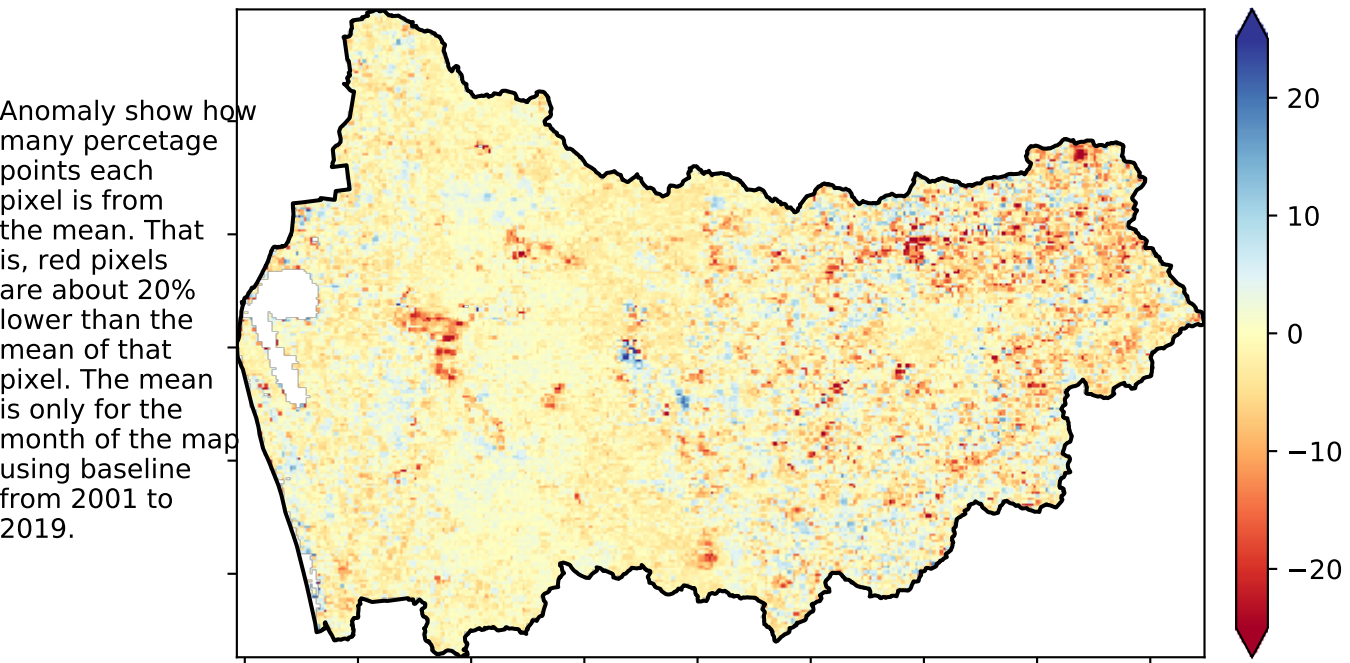 Anomaly show how
many percetage
points each
pixel is from
the mean. That
is, red pixels
are about 20%
lower than the
mean of that
pixel. The mean
is only for the
month of the map
using baseline
from 2001 to
2019.
20
10
0
−10
−20